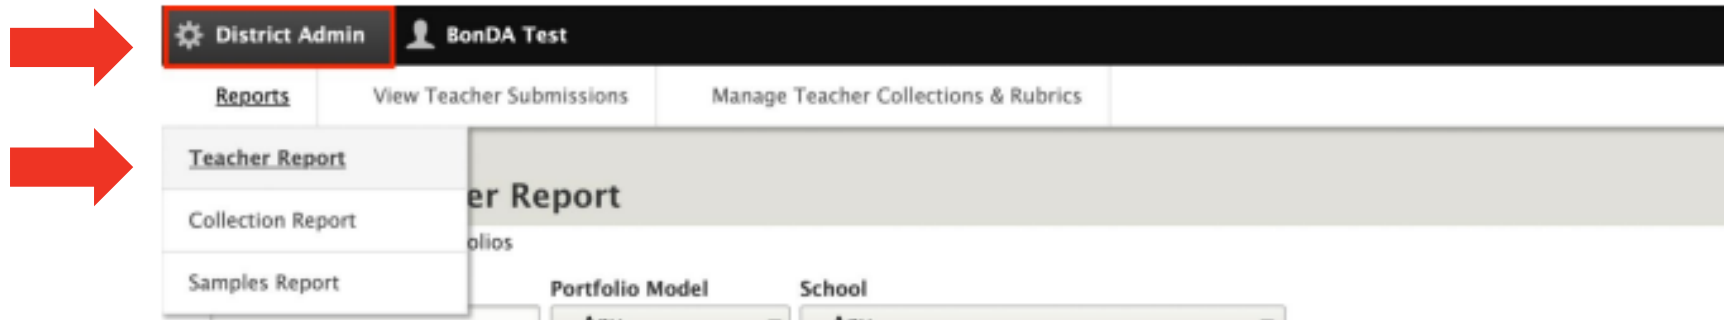 District Admin BonDA Test
Reports View Teacher Submissions Manage Teacher Collections & Rubrics
Teacher Report
er Report
Collection Report
olios
Samples Report
Portfolio Model School